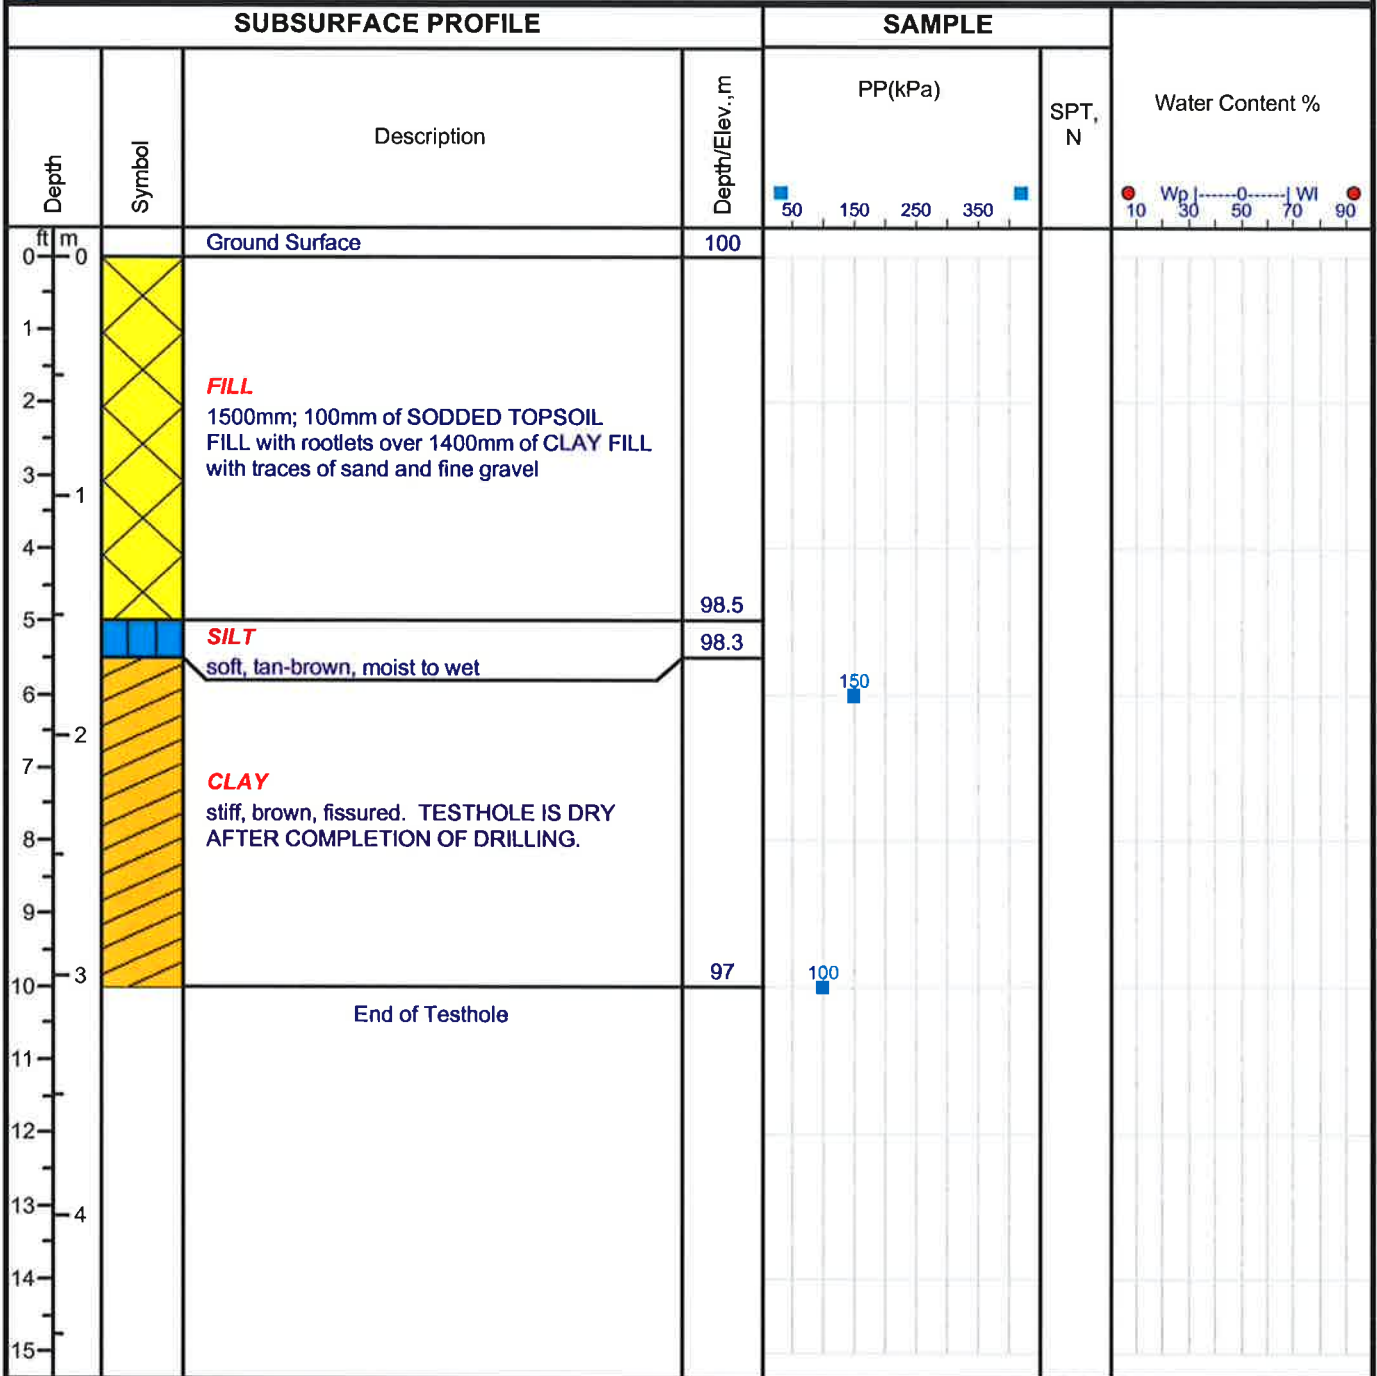 SUBSURFACE PROFILE
SAMPLE
Depth
Symbol
Description
Depth/Elev.,m
PP(kPa)
50 150 250 350
SPT,
N
Water Content %
Wp |------0------| Wl
10 30 50 70 90
ft m
Ground Surface
100
0 0
1
2
3
1
4
5
6
2
7
8
9
3
10
11
12
13
4
14
15
FILL
1500mm; 100mm of SODDED TOPSOIL
FILL with rootlets over 1400mm of CLAY FILL
with traces of sand and fine gravel
98.5
SILT
98.3
soft, tan-brown, moist to wet
150
CLAY
stiff, brown, fissured. TESTHOLE IS DRY
AFTER COMPLETION OF DRILLING.
97
100
End of Testhole